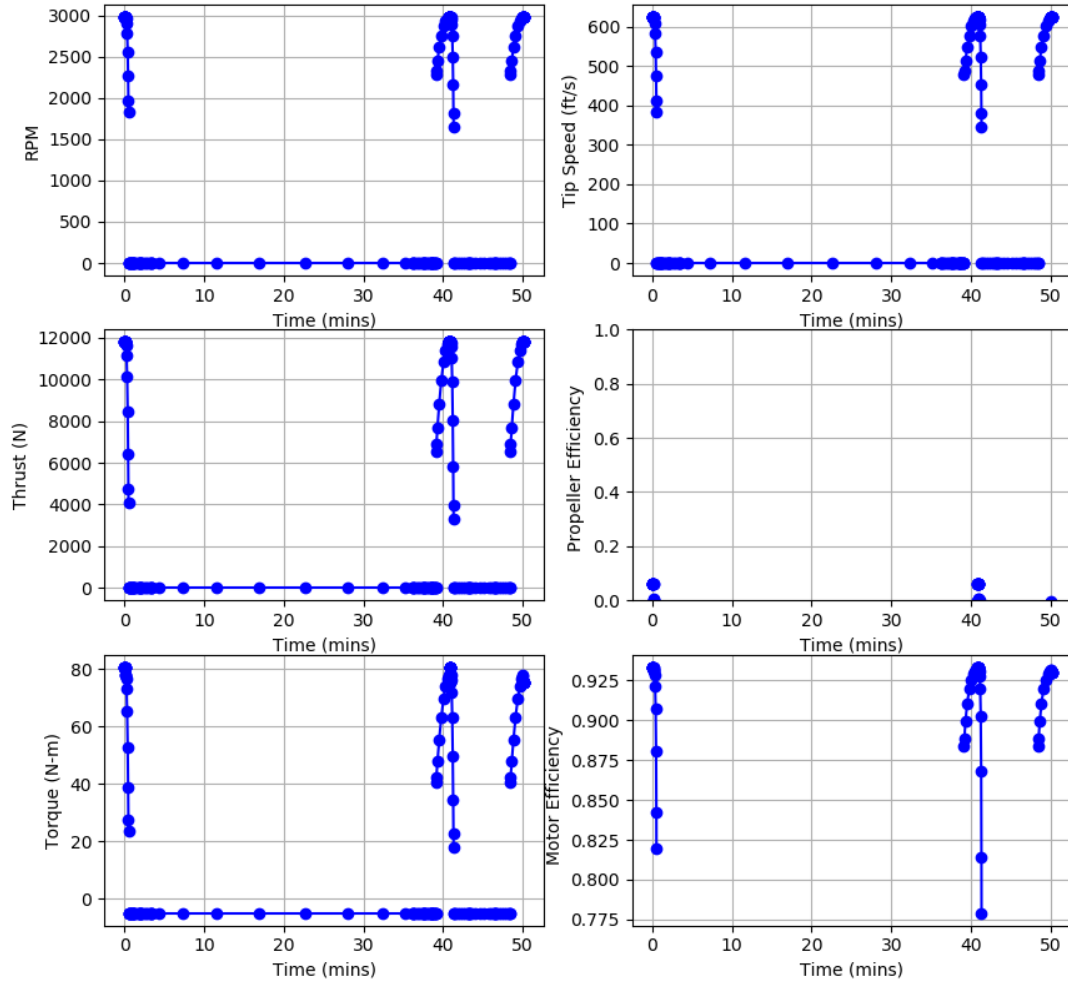 RPM
3000
2500
2000
1500
1000
500
0
0 10 20 30 40 50
Time (mins)
Tip Speed (ft/s)
600
500
400
300
200
100
0
0 10 20 30 40 50
Time (mins)
Thrust (N)
12000
10000
8000
6000
4000
2000
0
0 10 20 30 40 50
Time (mins)
Propeller Efficiency
1.0
0.8
0.6
0.4
0.2
0.0
0 10 20 30 40 50
Time (mins)
Torque (N-m)
80
60
40
20
0
0 10 20 30 40 50
Time (mins)
Motor Efficiency
0.925
0.900
0.875
0.850
0.825
0.800
0.775
0 10 20 30 40 50
Time (mins)